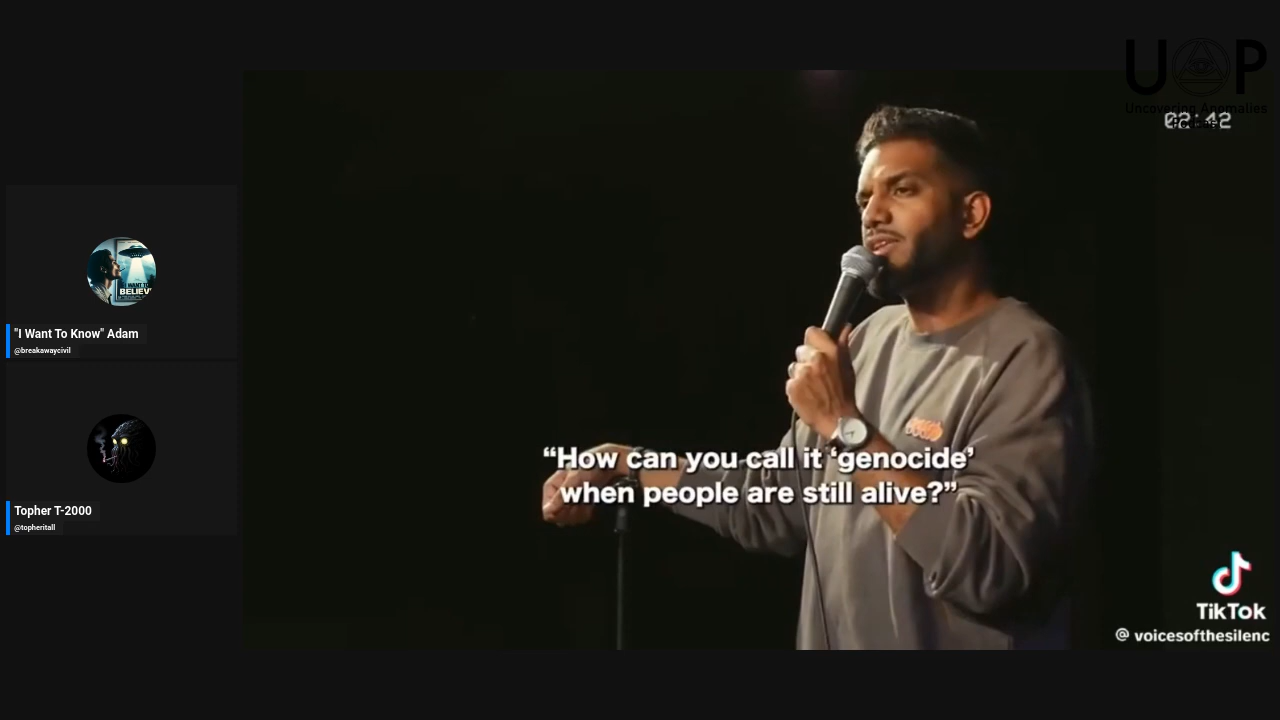 U P
Uncovering Anomalies
02:42
"I Want To Know" Adam
@breakawaycivil
Topher T-2000
@topheritall
“How can you call it ‘genocide’
when people are still alive?”
TikTok
@ voicesofthesilenc